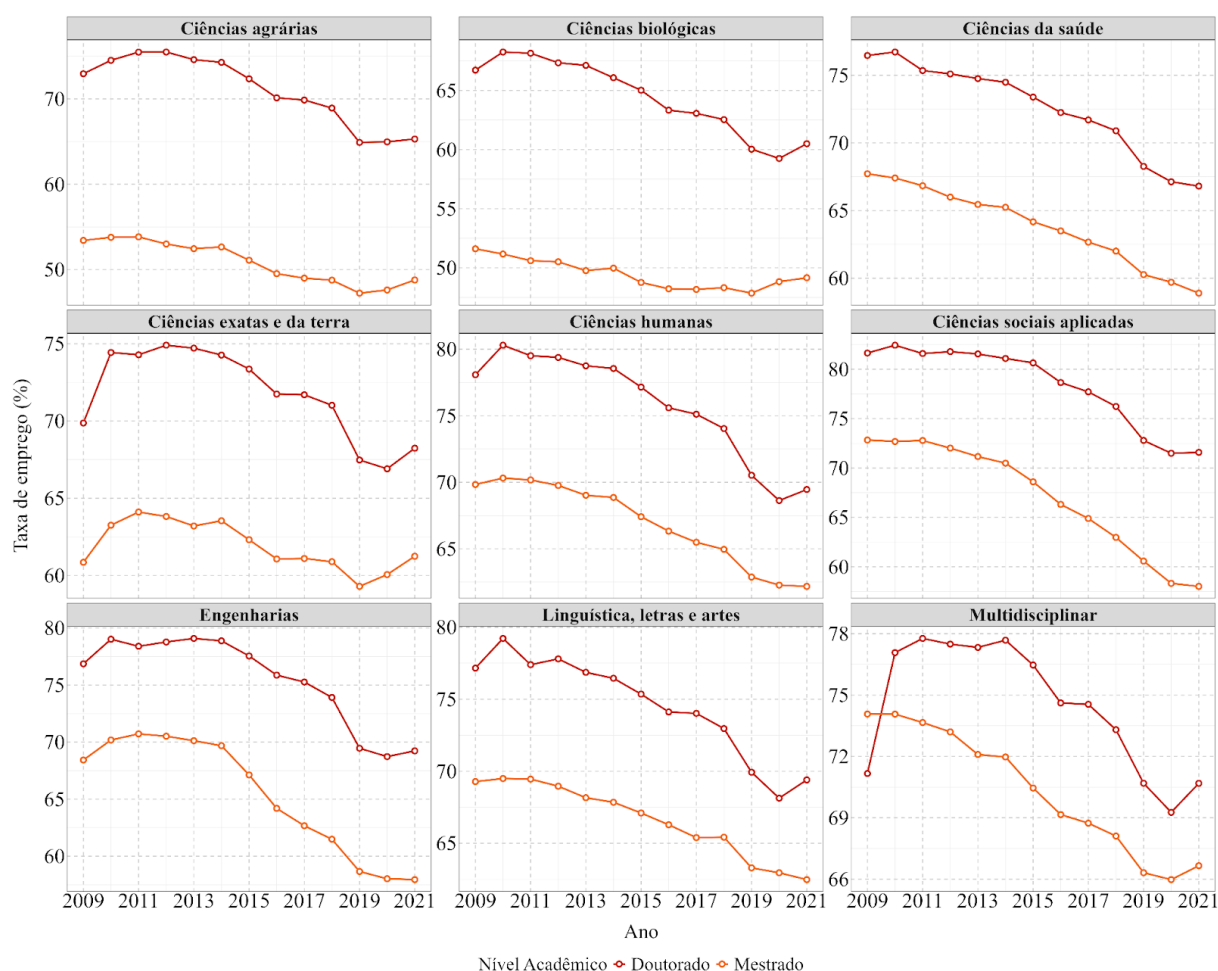 Ciências agrárias
Ciências biológicas
Ciências da saúde
70
60
50
65
60
55
50
75
70
65
60
Ciências exatas e da terra
Ciências humanas
Ciências sociais aplicadas
75
70
65
60
80
75
70
65
80
75
70
65
60
Engenharias
Linguística, letras e artes
Multidisciplinar
80
75
70
65
60
80
75
70
65
78
75
72
69
66
2009 2011 2013 2015 2017 2019 2021
2009 2011 2013 2015 2017 2019 2021
2009 2011 2013 2015 2017 2019 2021
Taxa de emprego (%)
Ano
Nível Acadêmico Doutorado Mestrado